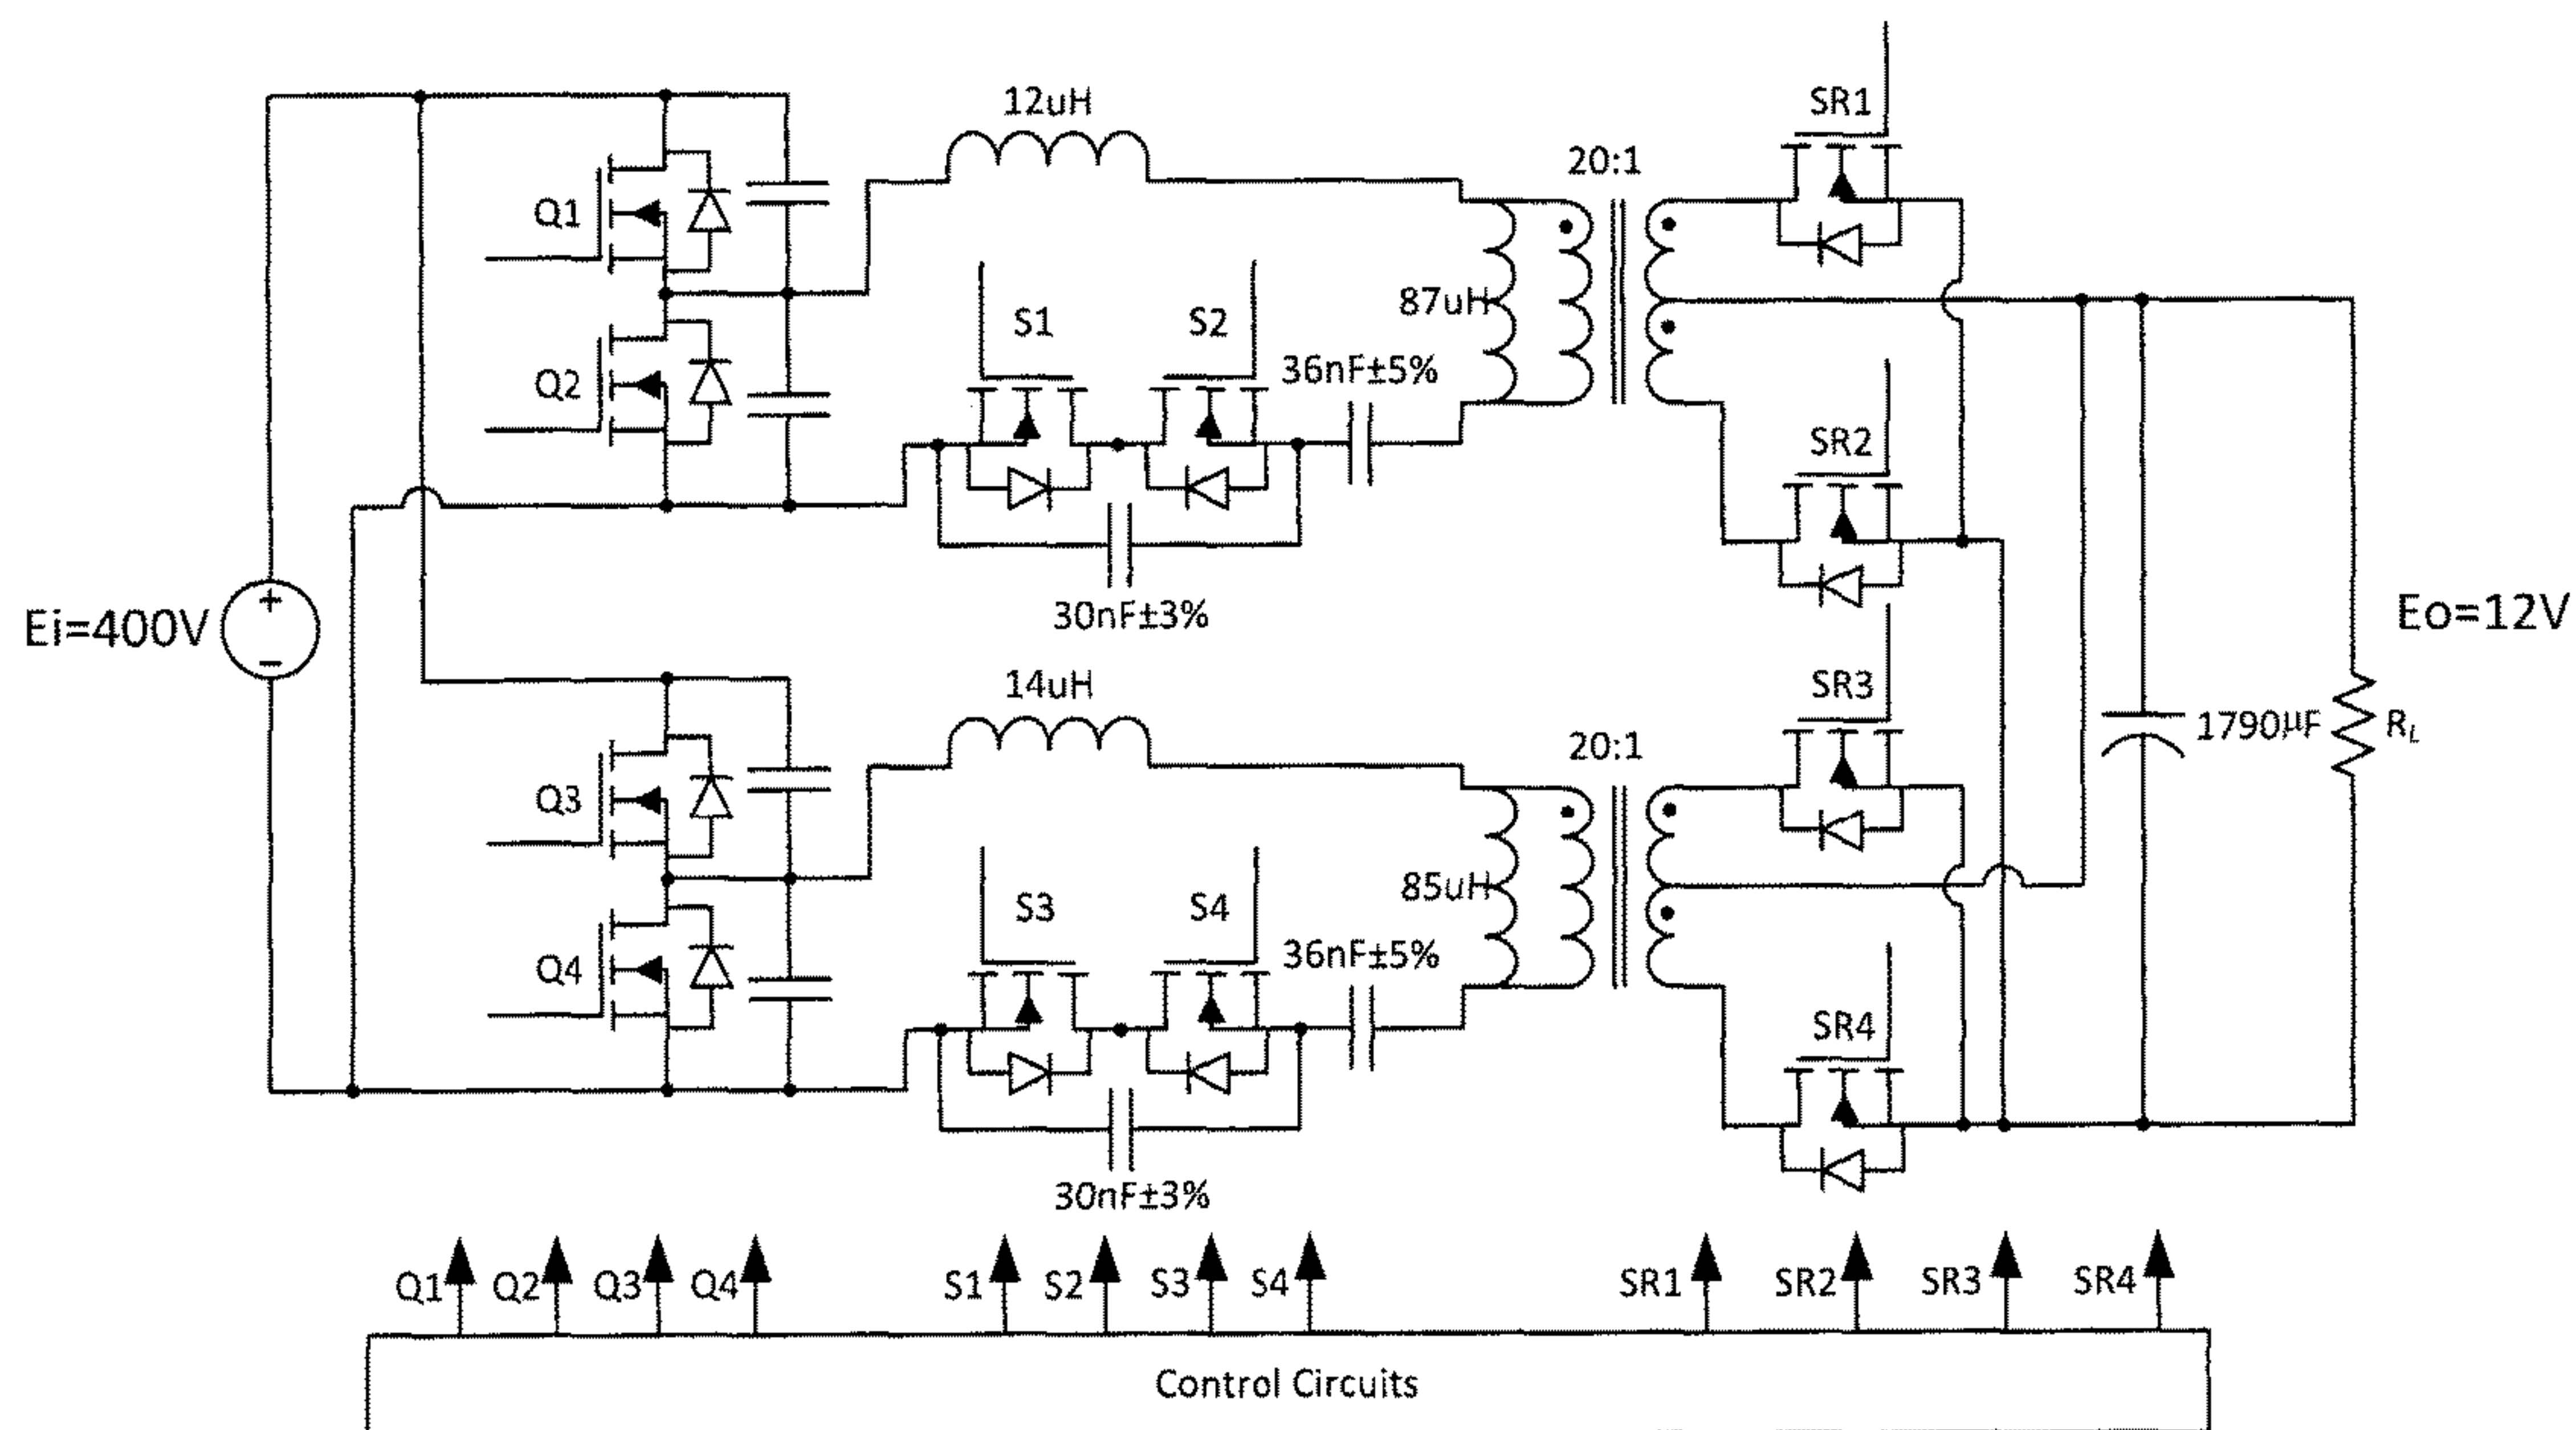 12uH
SR1
20:1
Q1
S1
S2
87uH
36nF±5%
Q2
SR2
30nF±3%
Ei=400V
+
−
Eo=12V
14uH
SR3
20:1
1790µF
R_L
Q3
S3
S4
85uH
36nF±5%
Q4
SR4
30nF±3%
Q1 Q2 Q3 Q4 S1 S2 S3 S4 SR1 SR2 SR3 SR4
Control Circuits